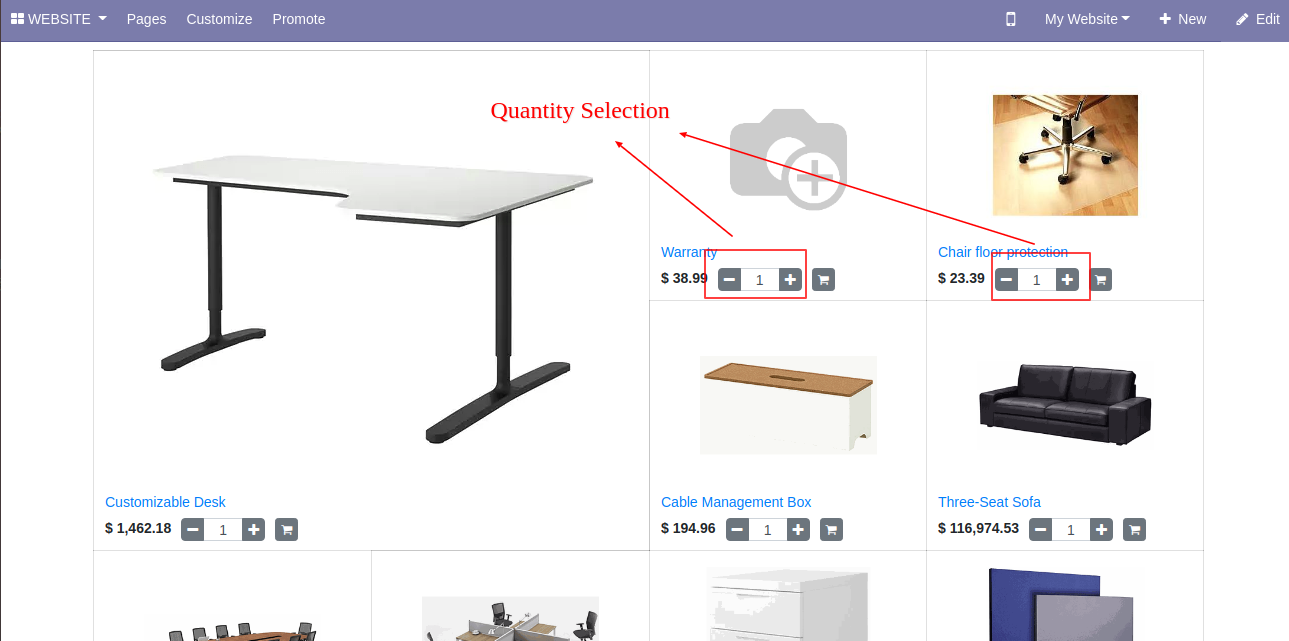 WEBSITE Pages Customize Promote My Website New Edit
Quantity Selection
Warranty
$ 38.99 1
Chair floor protection
$ 23.39 1
Customizable Desk
$ 1,462.18 1
Cable Management Box
$ 194.96 1
Three-Seat Sofa
$ 116,974.53 1